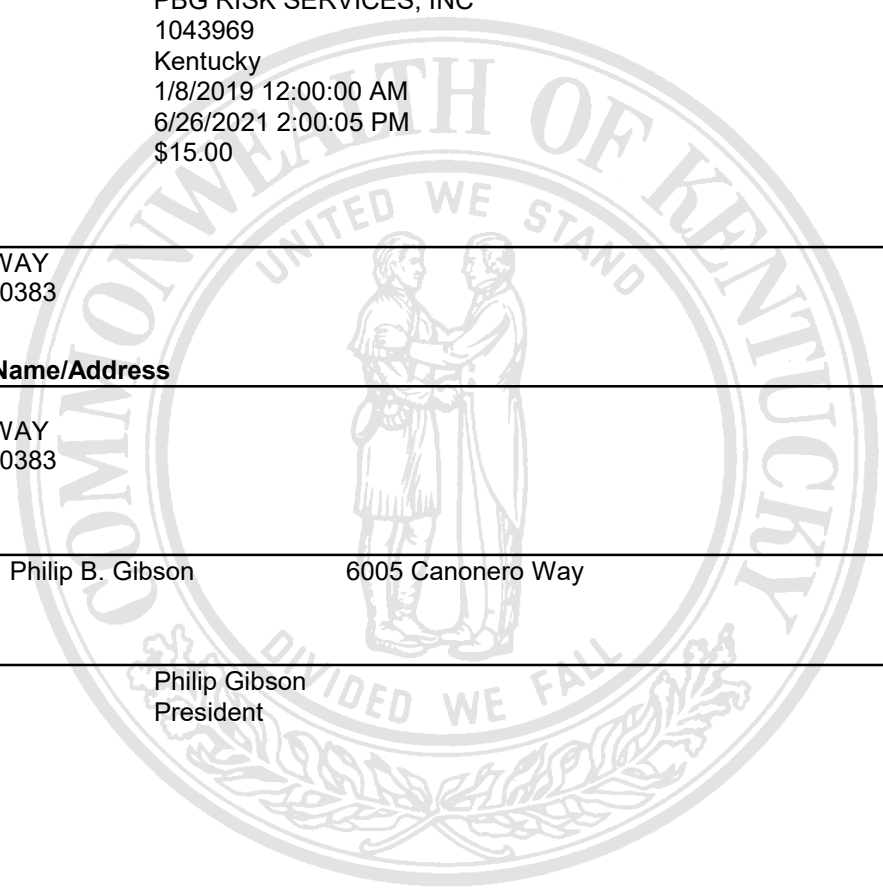 PBG RISK SERVICES, INC
1043969
Kentucky
1/8/2019 12:00:00 AM
6/26/2021 2:00:05 PM
$15.00
COMMONWEALTH OF KENTUCKY
UNITED WE STAND
WAY
0383
Name/Address
WAY
0383
Philip B. Gibson 6005 Canonero Way
Philip Gibson
President
DIVIDED WE FALL